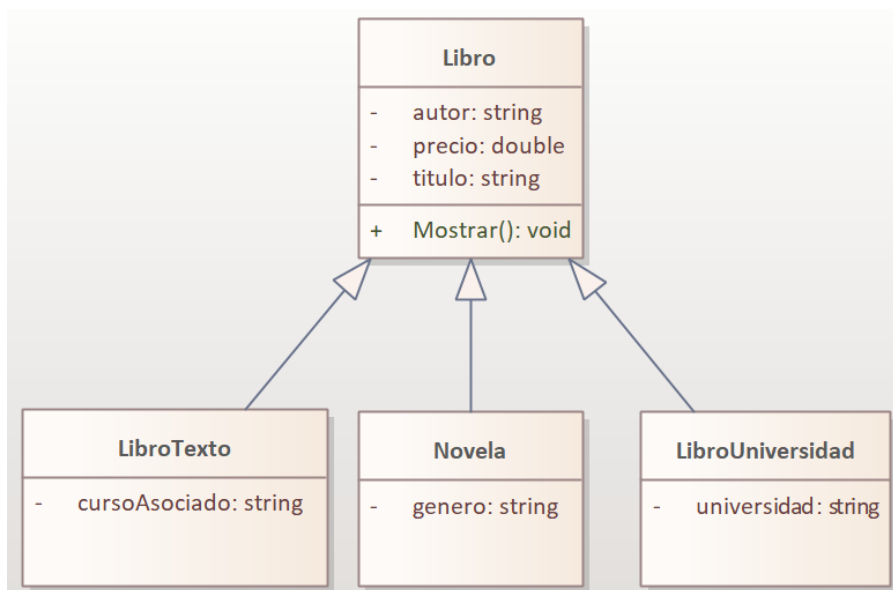 Libro
- autor: string
- precio: double
- titulo: string
+ Mostrar(): void
LibroTexto
- cursoAsociado: string
Novela
- genero: string
LibroUniversidad
- universidad: string